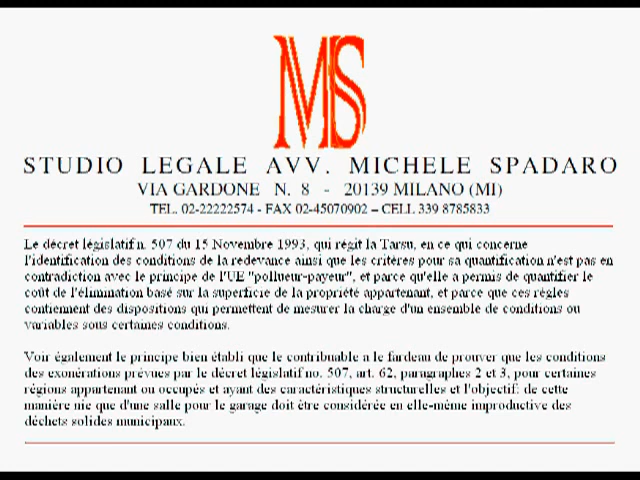 MS
STUDIO LEGALE AVV. MICHELE SPADARO
VIA GARDONE N. 8 - 20139 MILANO (MI)
TEL. 02-22222574 - FAX 02-45070902 – CELL 339 8785833
Le décret législatif n. 507 du 15 Novembre 1993, qui régit la Tarsu, en ce qui concerne
l'identification des conditions de la redevance ainsi que les critères pour sa quantification n'est pas en
contradiction avec le principe de l'UE "pollueur-payeur", et parce qu'elle a permis de quantifier le
coût de l'élimination basé sur la superficie de la propriété appartenant, et parce que ces règles
contiennent des dispositions qui permettent de mesurer la charge d'un ensemble de conditions ou
variables sous certaines conditions.
Voir également le principe bien établi que le contribuable a le fardeau de prouver que les conditions
des exonérations prévues par le décret législatif no. 507, art. 62, paragraphes 2 et 3, pour certaines
régions appartenant ou occupés et ayant des caractéristiques structurelles et l'objectif: de cette
manière nie que d'une salle pour le garage doit être considérée en elle-même improductive des
déchets solides municipaux.